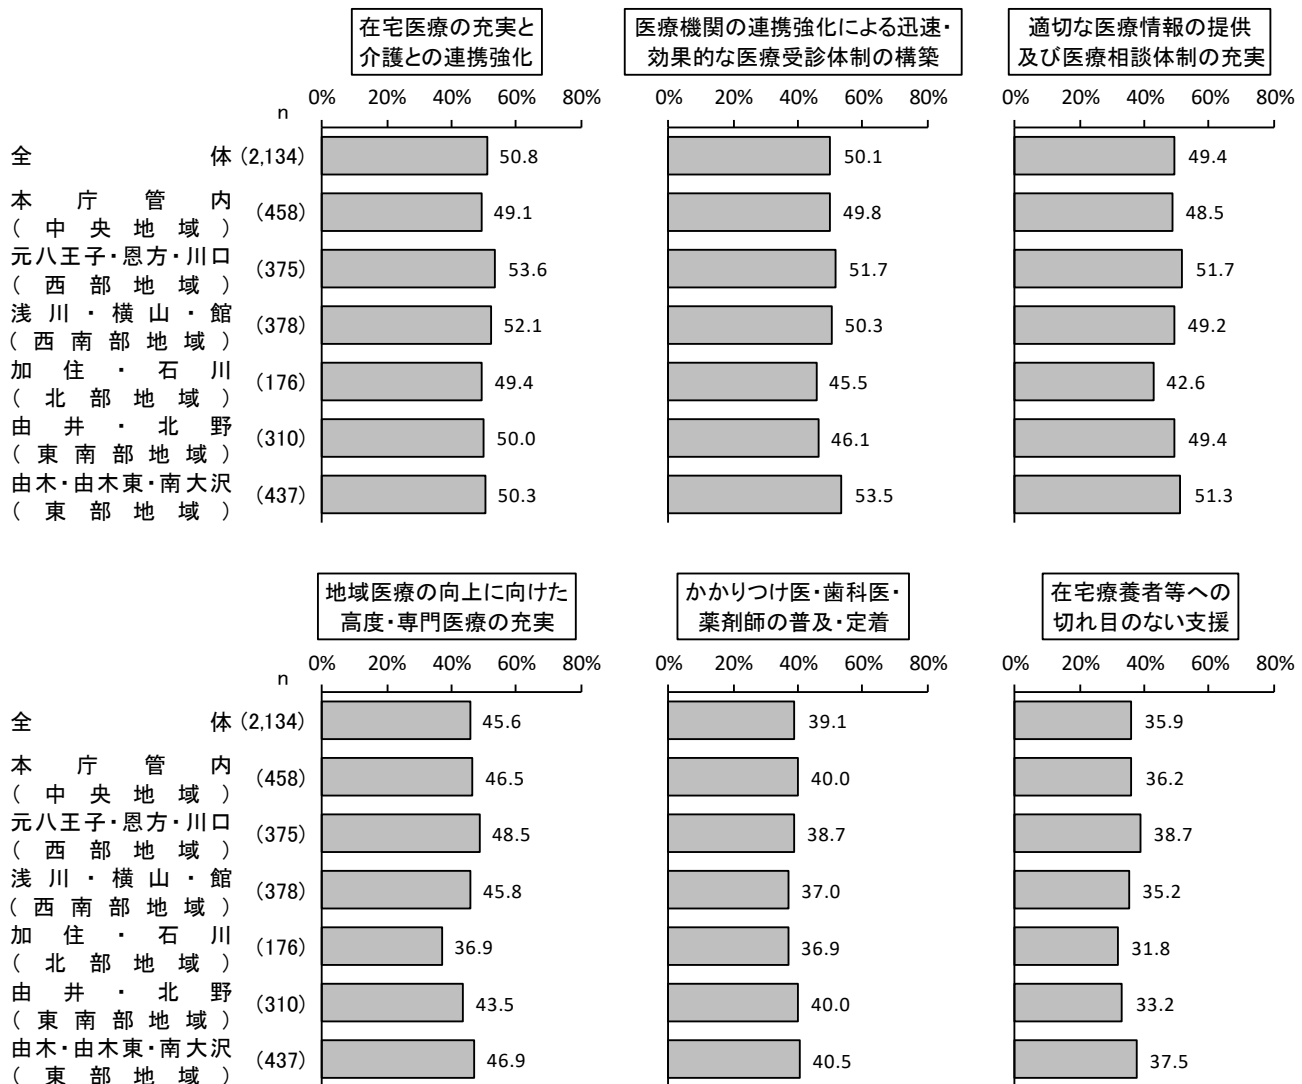 在宅医療の充実と
介護との連携強化
医療機関の連携強化による迅速・
効果的な医療受診体制の構築
適切な医療情報の提供
及び医療相談体制の充実
n 0% 20% 40% 60% 80% 0% 20% 40% 60% 80% 0% 20% 40% 60% 80%
全体 (2,134) 50.8 50.1 49.4
本庁管内
(中央地域) (458) 49.1 49.8 48.5
元八王子・恩方・川口
(西部地域) (375) 53.6 51.7 51.7
浅川・横山・館
(西南部地域) (378) 52.1 50.3 49.2
加住・石川
(北部地域) (176) 49.4 45.5 42.6
由井・北野
(東南部地域) (310) 50.0 46.1 49.4
由木・由木東・南大沢
(東部地域) (437) 50.3 53.5 51.3
地域医療の向上に向けた
高度・専門医療の充実
かかりつけ医・歯科医・
薬剤師の普及・定着
在宅療養者等への
切れ目のない支援
n 0% 20% 40% 60% 80% 0% 20% 40% 60% 80% 0% 20% 40% 60% 80%
全体 (2,134) 45.6 39.1 35.9
本庁管内
(中央地域) (458) 46.5 40.0 36.2
元八王子・恩方・川口
(西部地域) (375) 48.5 38.7 38.7
浅川・横山・館
(西南部地域) (378) 45.8 37.0 35.2
加住・石川
(北部地域) (176) 36.9 36.9 31.8
由井・北野
(東南部地域) (310) 43.5 40.0 33.2
由木・由木東・南大沢
(東部地域) (437) 46.9 40.5 37.5